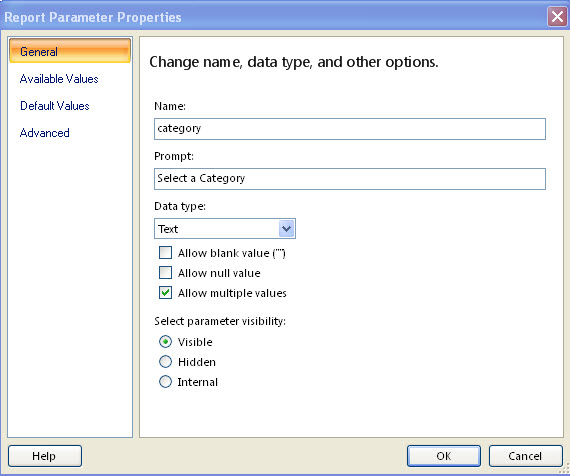 Report Parameter Properties
General
Available Values
Default Values
Advanced
Change name, data type, and other options.
Name:
category
Prompt:
Select a Category
Data type:
Text
Allow blank value ("")
Allow null value
Allow multiple values
Select parameter visibility:
Visible
Hidden
Internal
Help
OK
Cancel